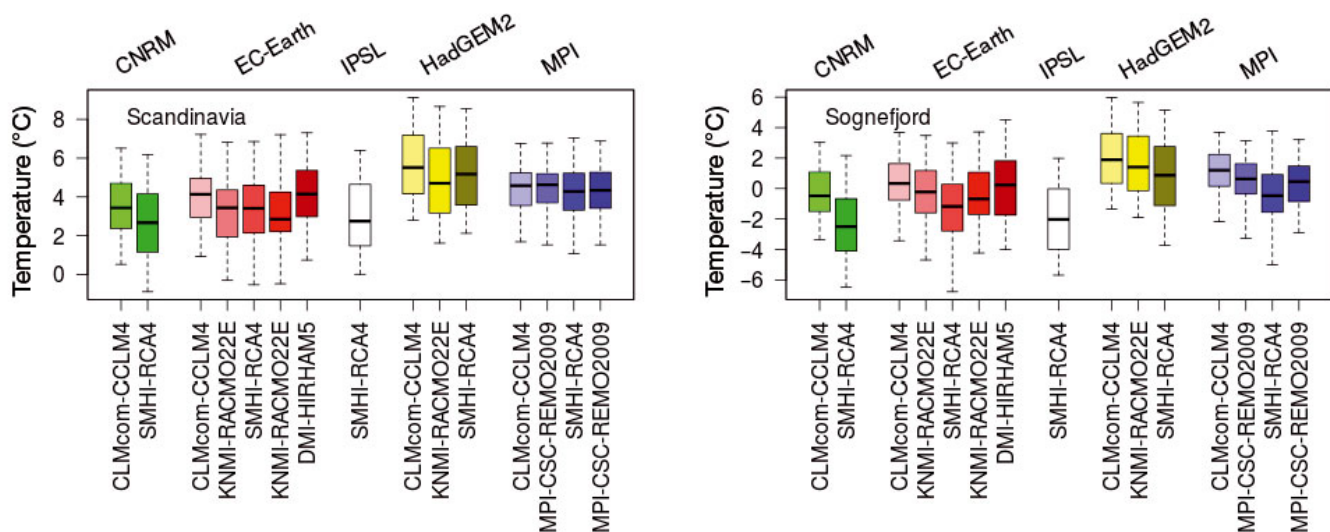 CNRM
EC-Earth
IPSL
HadGEM2
MPI
Scandinavia
Temperature (°C)
8
6
4
2
0
CLMcom-CCLM4
SMHI-RCA4
CLMcom-CCLM4
KNMI-RACMO22E
SMHI-RCA4
KNMI-RACMO22E
DMI-HIRHAM5
SMHI-RCA4
CLMcom-CCLM4
KNMI-RACMO22E
SMHI-RCA4
CLMcom-CCLM4
MPI-CSC-REMO2009
SMHI-RCA4
MPI-CSC-REMO2009
CNRM
EC-Earth
IPSL
HadGEM2
MPI
Sognefjord
Temperature (°C)
6
4
2
0
−2
−4
−6
CLMcom-CCLM4
SMHI-RCA4
CLMcom-CCLM4
KNMI-RACMO22E
SMHI-RCA4
KNMI-RACMO22E
DMI-HIRHAM5
SMHI-RCA4
CLMcom-CCLM4
KNMI-RACMO22E
SMHI-RCA4
CLMcom-CCLM4
MPI-CSC-REMO2009
SMHI-RCA4
MPI-CSC-REMO2009